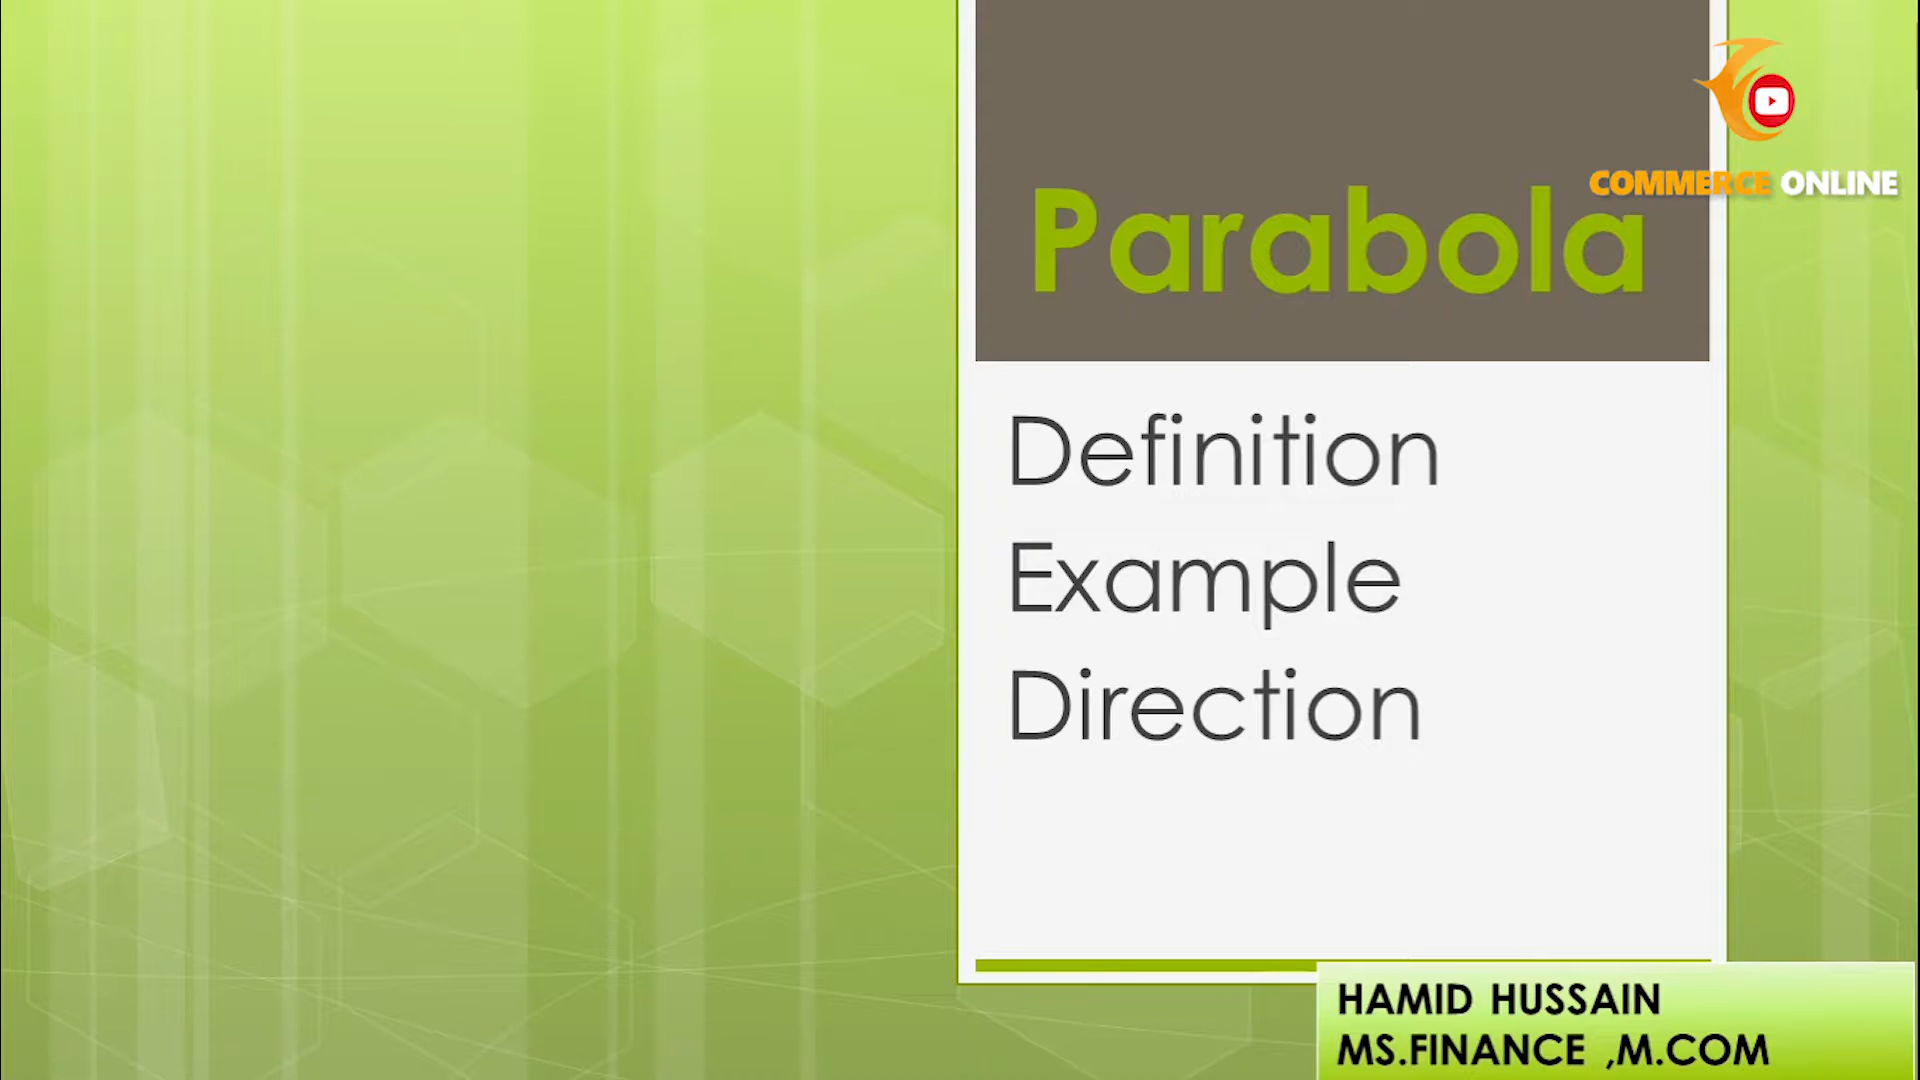 COMMERCE ONLINE
Parabola
Definition
Example
Direction
HAMID HUSSAIN
MS.FINANCE ,M.COM